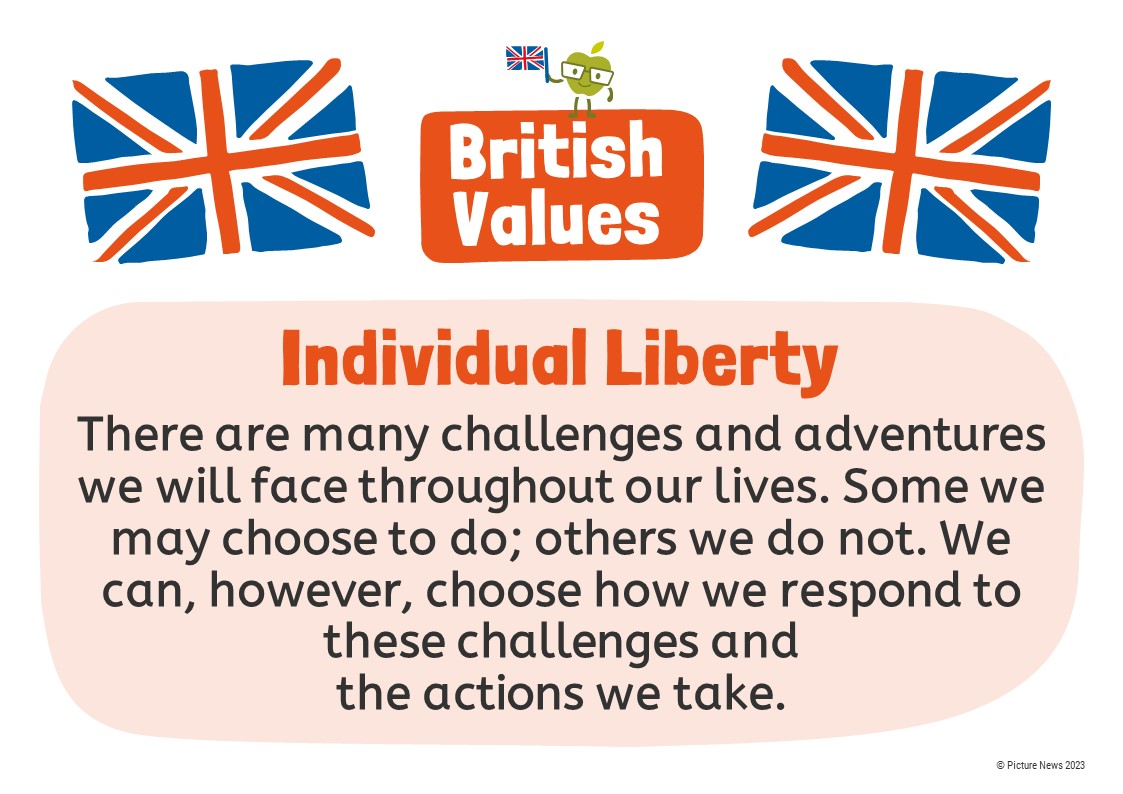 British
Values
Individual Liberty
There are many challenges and adventures
we will face throughout our lives. Some we
may choose to do; others we do not. We
can, however, choose how we respond to
these challenges and
the actions we take.
© Picture News 2023